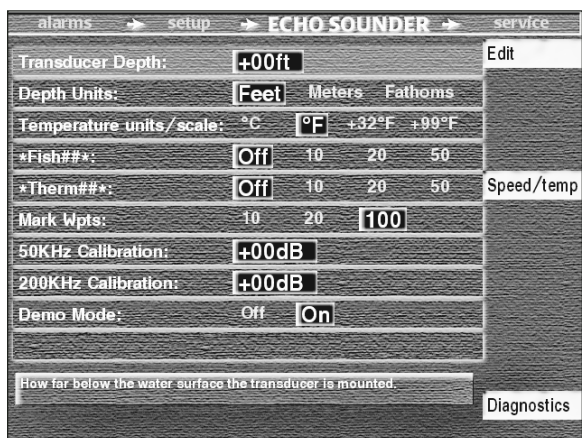 alarms setup ECHO SOUNDER service
Transducer Depth: +00ft Edit
Depth Units: Feet Meters Fathoms
Temperature units/scale: °C °F +32°F +99°F
*Fish##*: Off 10 20 50
*Therm##*: Off 10 20 50 Speed/temp
Mark Wpts: 10 20 100
50KHz Calibration: +00dB
200KHz Calibration: +00dB
Demo Mode: Off On
How far below the water surface the transducer is mounted.
Diagnostics